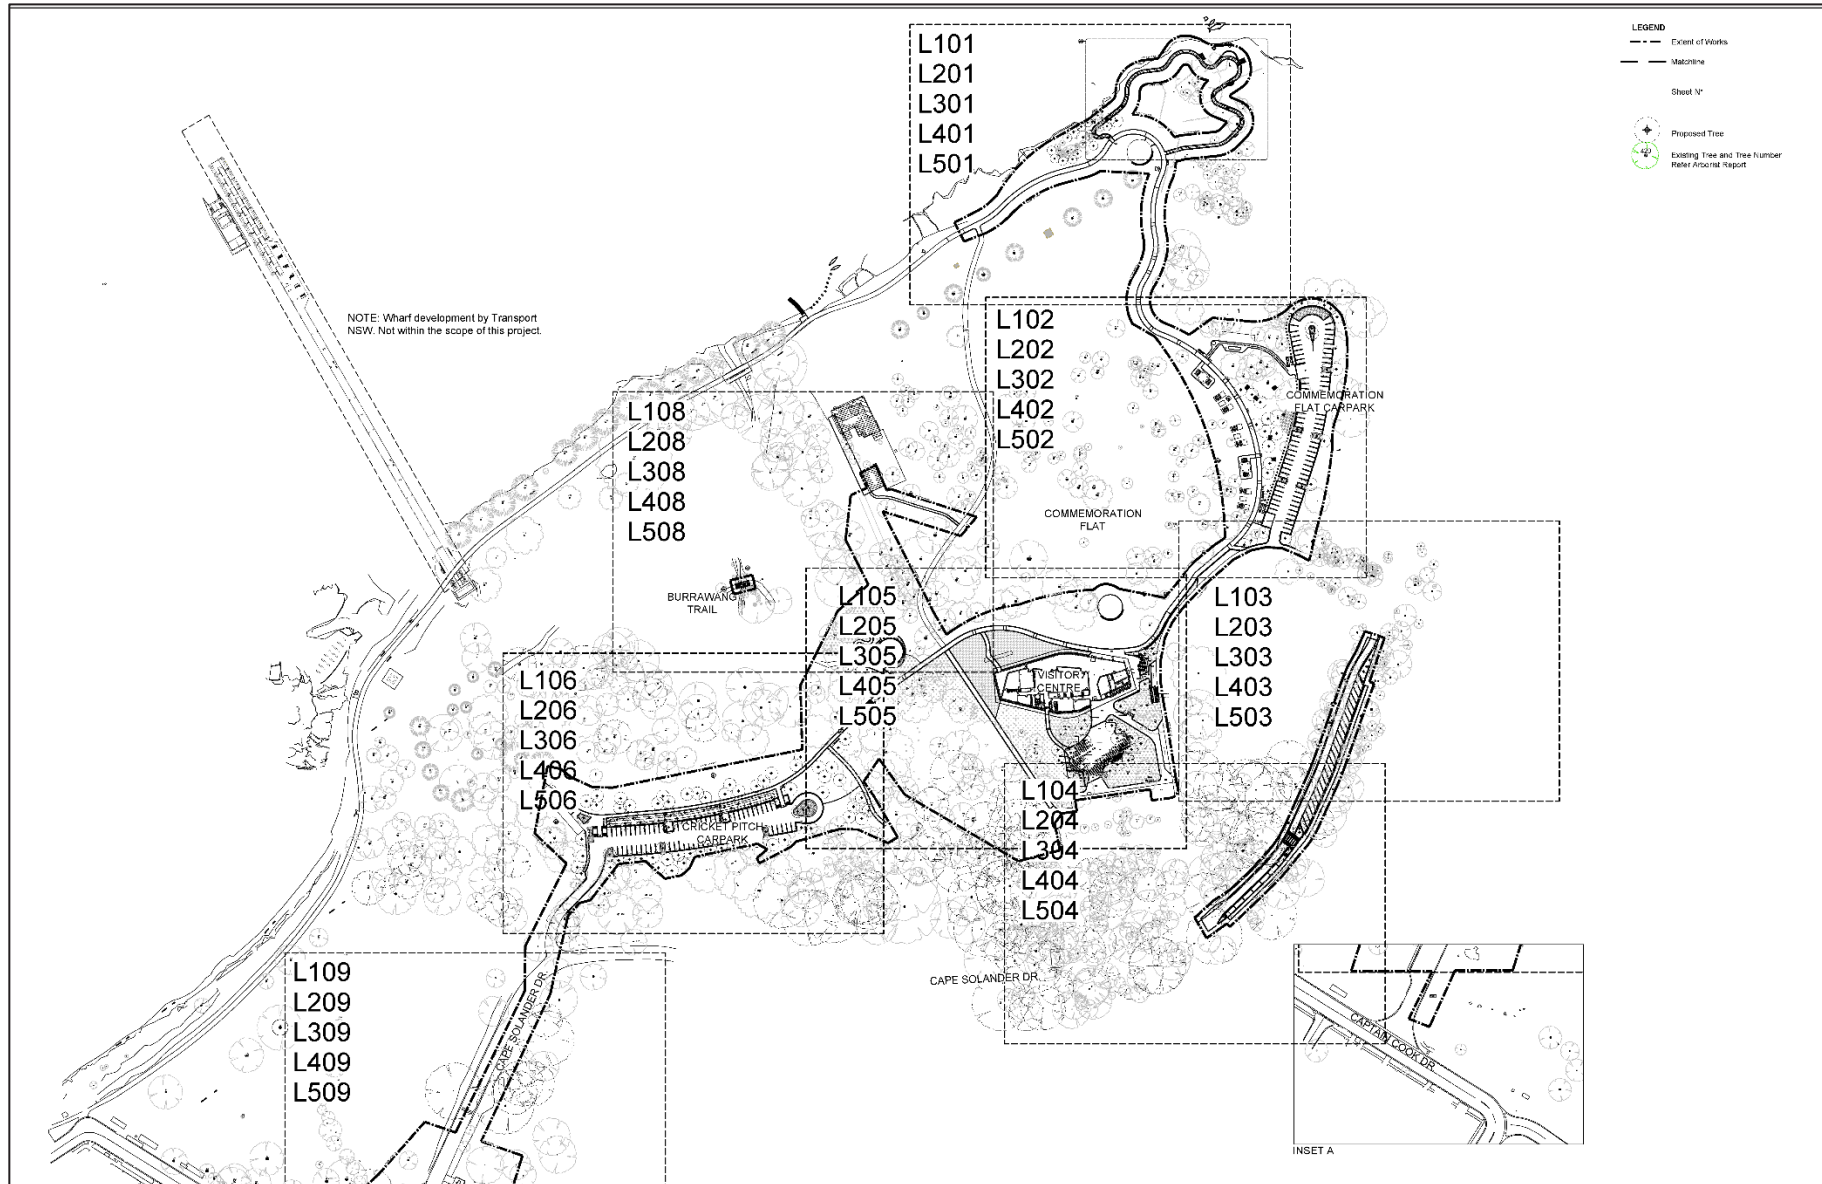 L101
L201
L301
L401
L501
LEGEND
Extent of Works
Matchline
Sheet N°
Proposed Tree
Existing Tree and Tree Number
Refer Arborist Report
NOTE: Wharf development by Transport
NSW. Not within the scope of this project.
L102
L202
L302
L402
L502
COMMEMORATION
FLAT CARPARK
L108
L208
L308
L408
L508
COMMEMORATION
FLAT
BURRAWANG
TRAIL
L105
L205
L305
L405
L505
L103
L203
L303
L403
L503
VISITORY
CENTRE
L106
L206
L306
L406
L506
CRICKET PITCH
CARPARK
L104
L204
L304
L404
L504
CAPE SOLANDER DR.
L109
L209
L309
L409
L509
CAPE SOLANDER DR
CAPTAIN COOK DR
INSET A